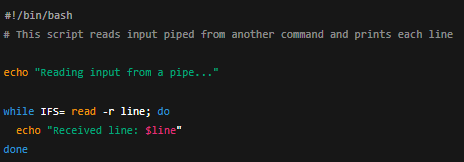 #!/bin/bash
# This script reads input piped from another command and prints each line
echo "Reading input from a pipe..."
while IFS= read -r line; do
  echo "Received line: $line"
done